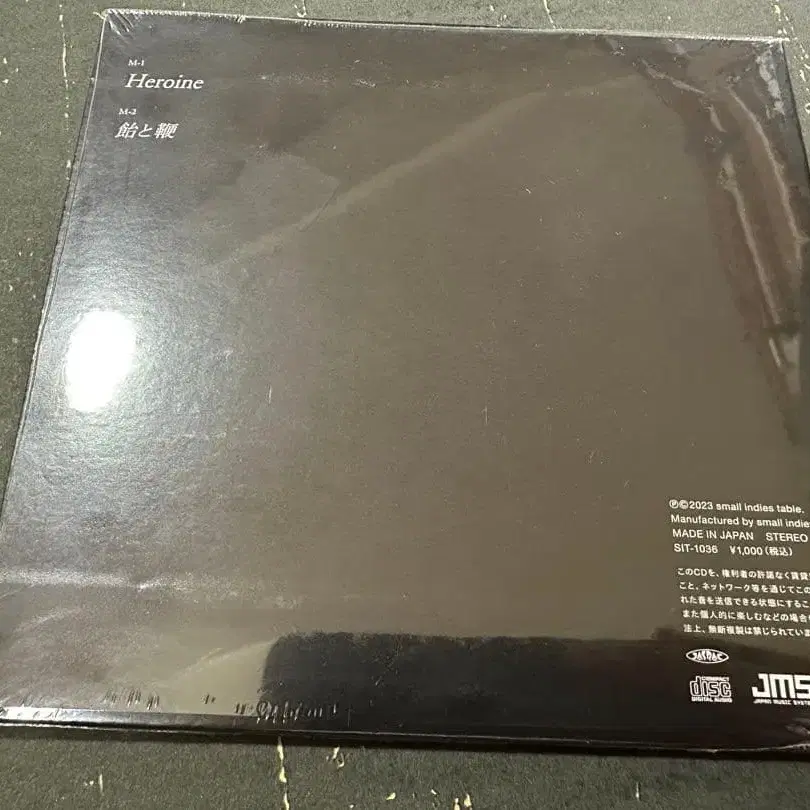 M-1
Heroine
M-2
飴と鞭
Ⓟ©2023 small indies table.
Manufactured by small indie
MADE IN JAPAN STEREO
SIT-1036 ¥1,000(税込)
このCDを、権利者の許諾なく賃貸
こと、ネットワーク等を通じてこの
れた音を送信できる状態にするこ
また個人的に楽しむなどの場合
法上、無断複製は禁じられていま
COMPACT
disc
DIGITAL AUDIO
JMS
JAPAN MUSIC SYST